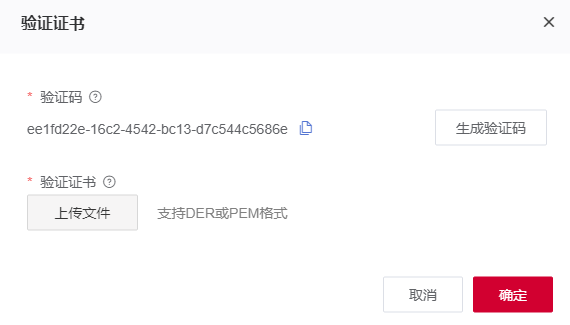 验证证书
* 验证码
ee1fd22e-16c2-4542-bc13-d7c544c5686e
生成验证码
* 验证证书
上传文件
支持DER或PEM格式
取消
确定